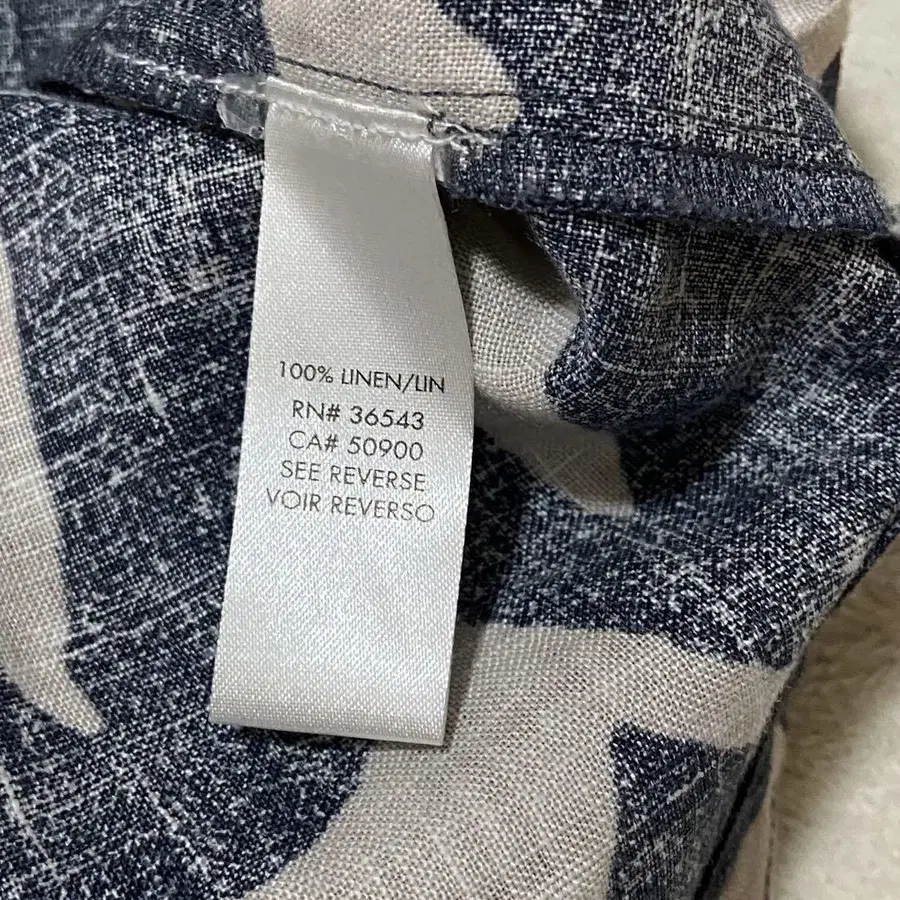 100% LINEN/LIN
RN# 36543
CA# 50900
SEE REVERSE
VOIR REVERSO